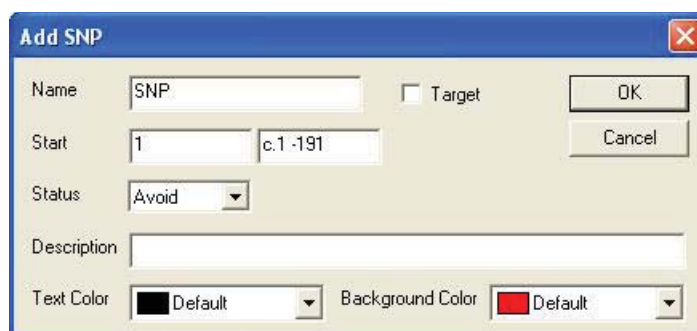 Add SNP
Name SNP Target OK
Start 1 c.1 -191 Cancel
Status Avoid
Description
Text Color Default Background Color Default